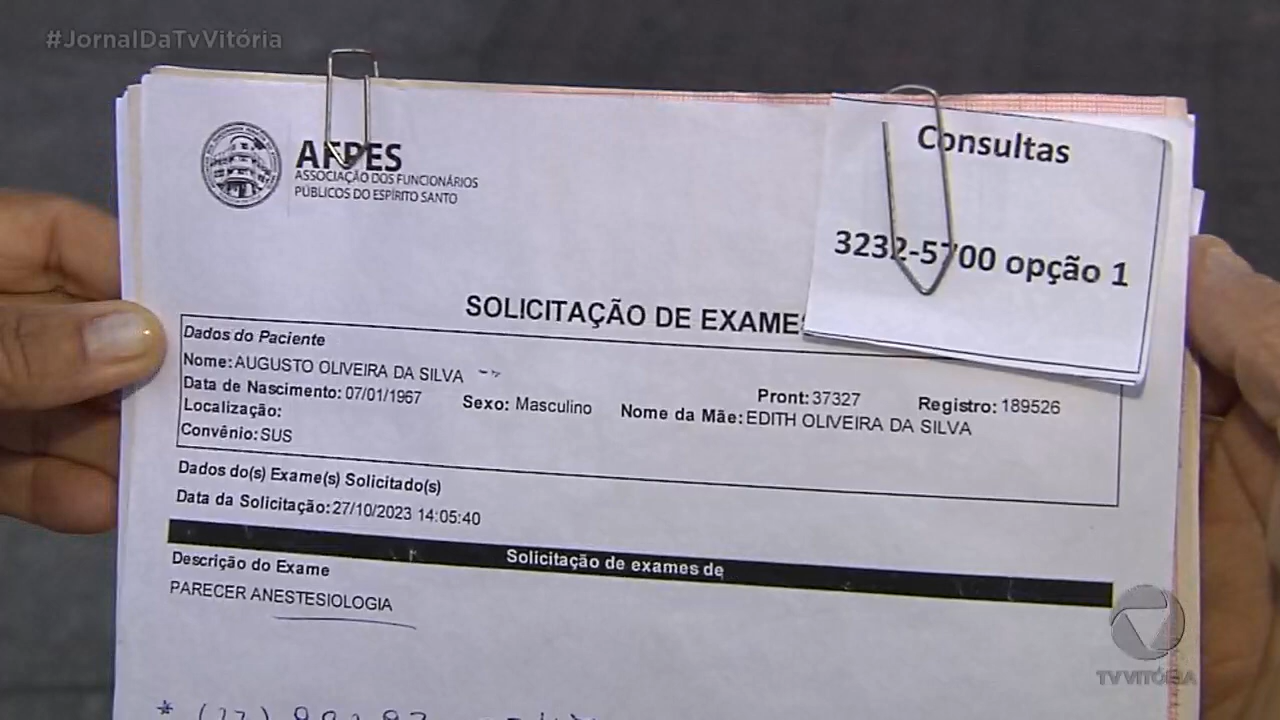 #JornalDaTvVitória
AFPES
ASSOCIAÇÃO DOS FUNCIONÁRIOS
PÚBLICOS DO ESPÍRITO SANTO
Consultas
3232-5700 opção 1
SOLICITAÇÃO DE EXAMES
Dados do Paciente
Nome: AUGUSTO OLIVEIRA DA SILVA
Data de Nascimento: 07/01/1967 Sexo: Masculino Pront: 37327 Registro: 189526
Localização: Nome da Mãe: EDITH OLIVEIRA DA SILVA
Convênio: SUS
Dados do(s) Exame(s) Solicitado(s)
Data da Solicitação: 27/10/2023 14:05:40
Solicitação de exames de
Descrição do Exame
PARECER ANESTESIOLOGIA
TV VITÓRIA